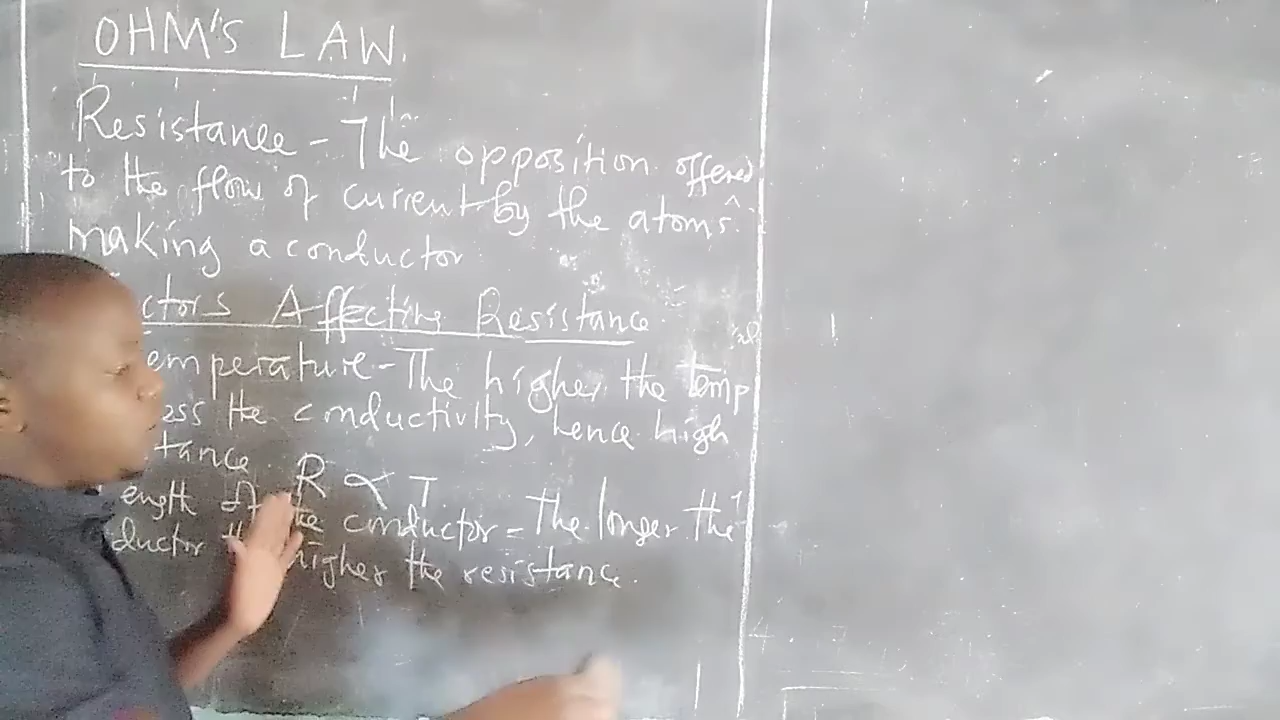 OHM'S LAW.
Resistance - The opposition offered
to the flow of current by the atoms
making a conductor
ctors Affecting Resistance
emperature - The higher the temp
ess the conductivity, hence high
tance. R ∝ T
ength of the conductor = The longer the
ductor the higher the resistance.